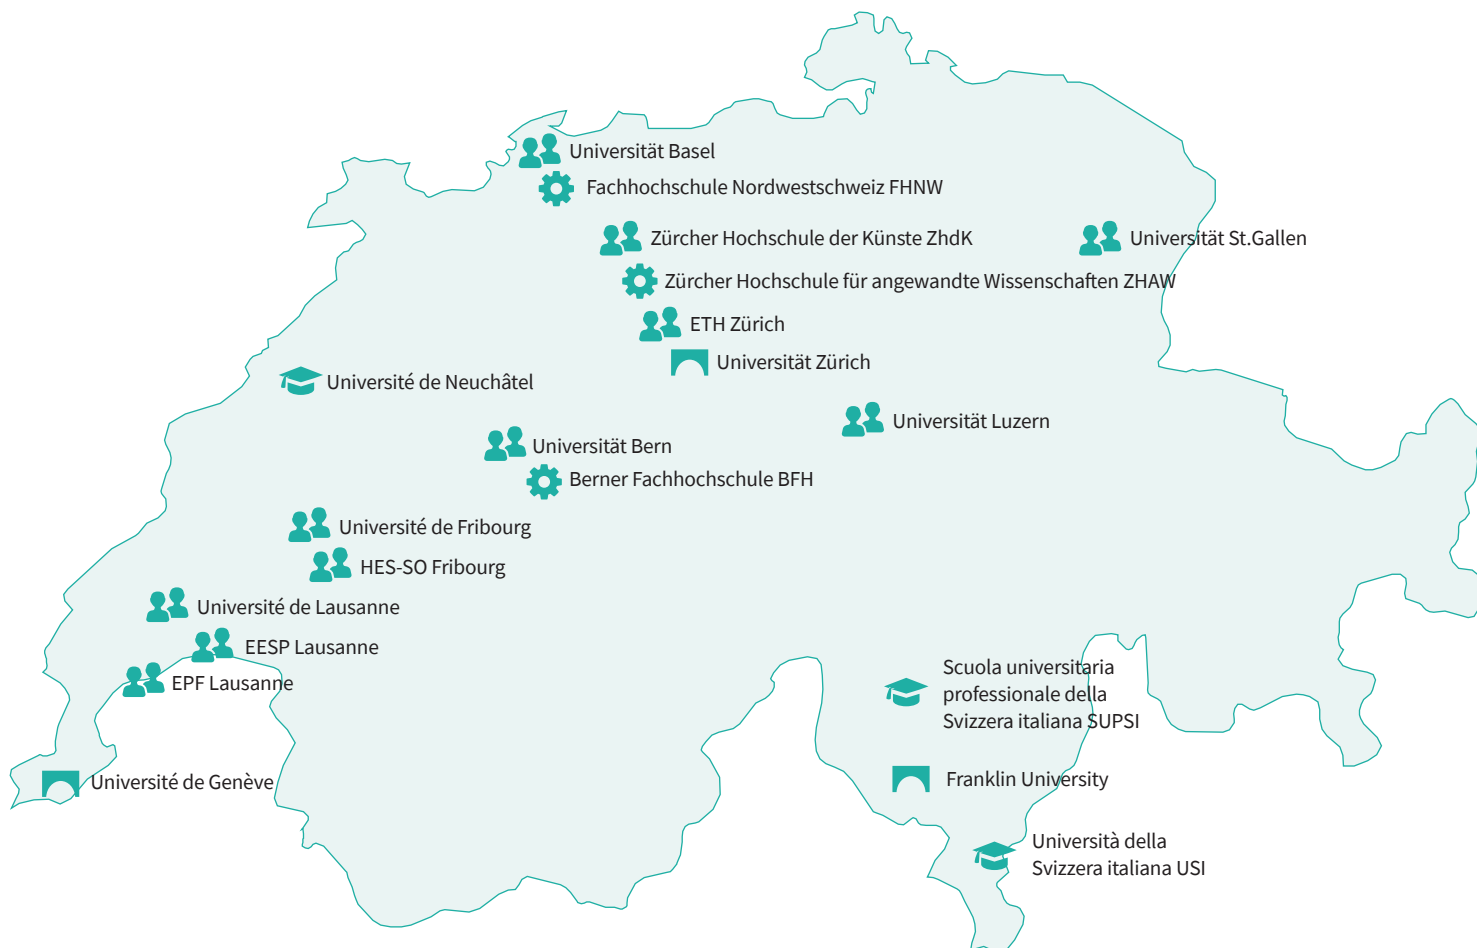 Universität Basel
Fachhochschule Nordwestschweiz FHNW
Zürcher Hochschule der Künste ZhdK
Universität St.Gallen
Zürcher Hochschule für angewandte Wissenschaften ZHAW
ETH Zürich
Universität Zürich
Université de Neuchâtel
Universität Luzern
Universität Bern
Berner Fachhochschule BFH
Université de Fribourg
HES-SO Fribourg
Université de Lausanne
EESP Lausanne
EPF Lausanne
Scuola universitaria
professionale della
Svizzera italiana SUPSI
Université de Genève
Franklin University
Università della
Svizzera italiana USI